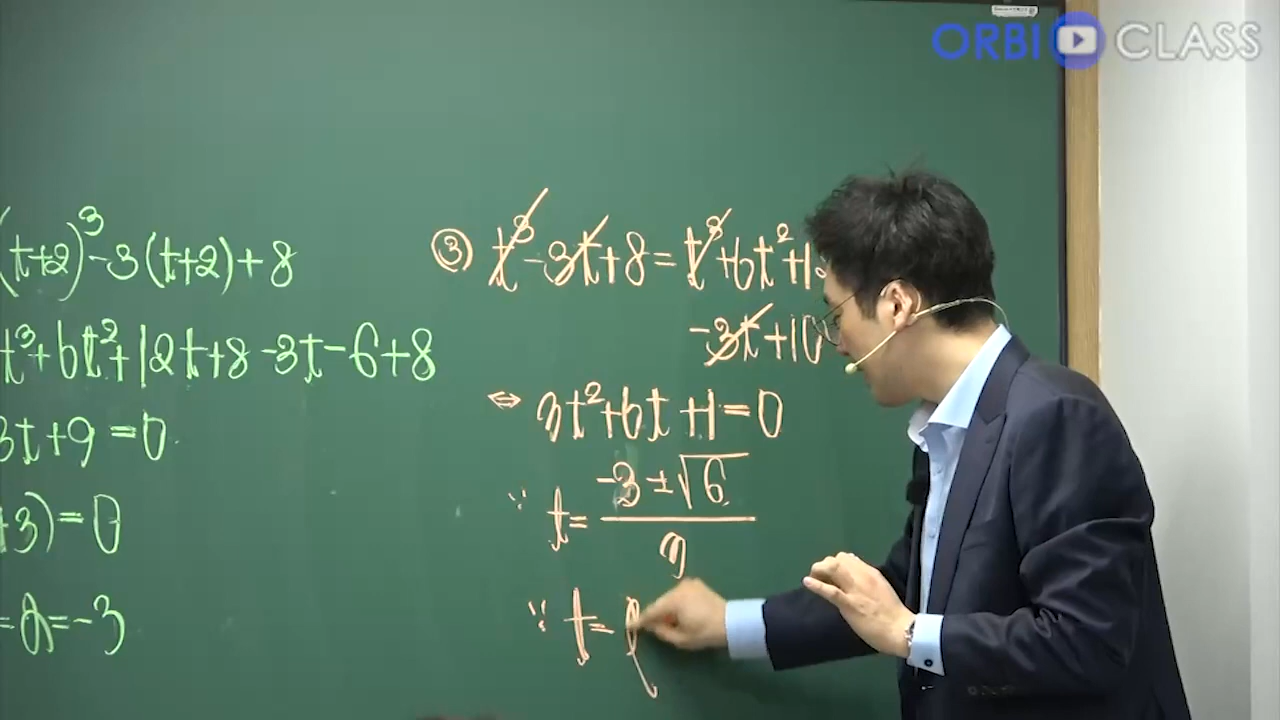 ORBI CLASS
(t+2)³-3(t+2)+8
t³+6t²+12t+8-3t-6+8
3t+9=0
+3)=0
=a=-3
③ t³-3t+8=t³+6t²+1
-3t+10
⇔ 3t²+6t+1=0
∵ t=(-3±√6)/3
∵ t=